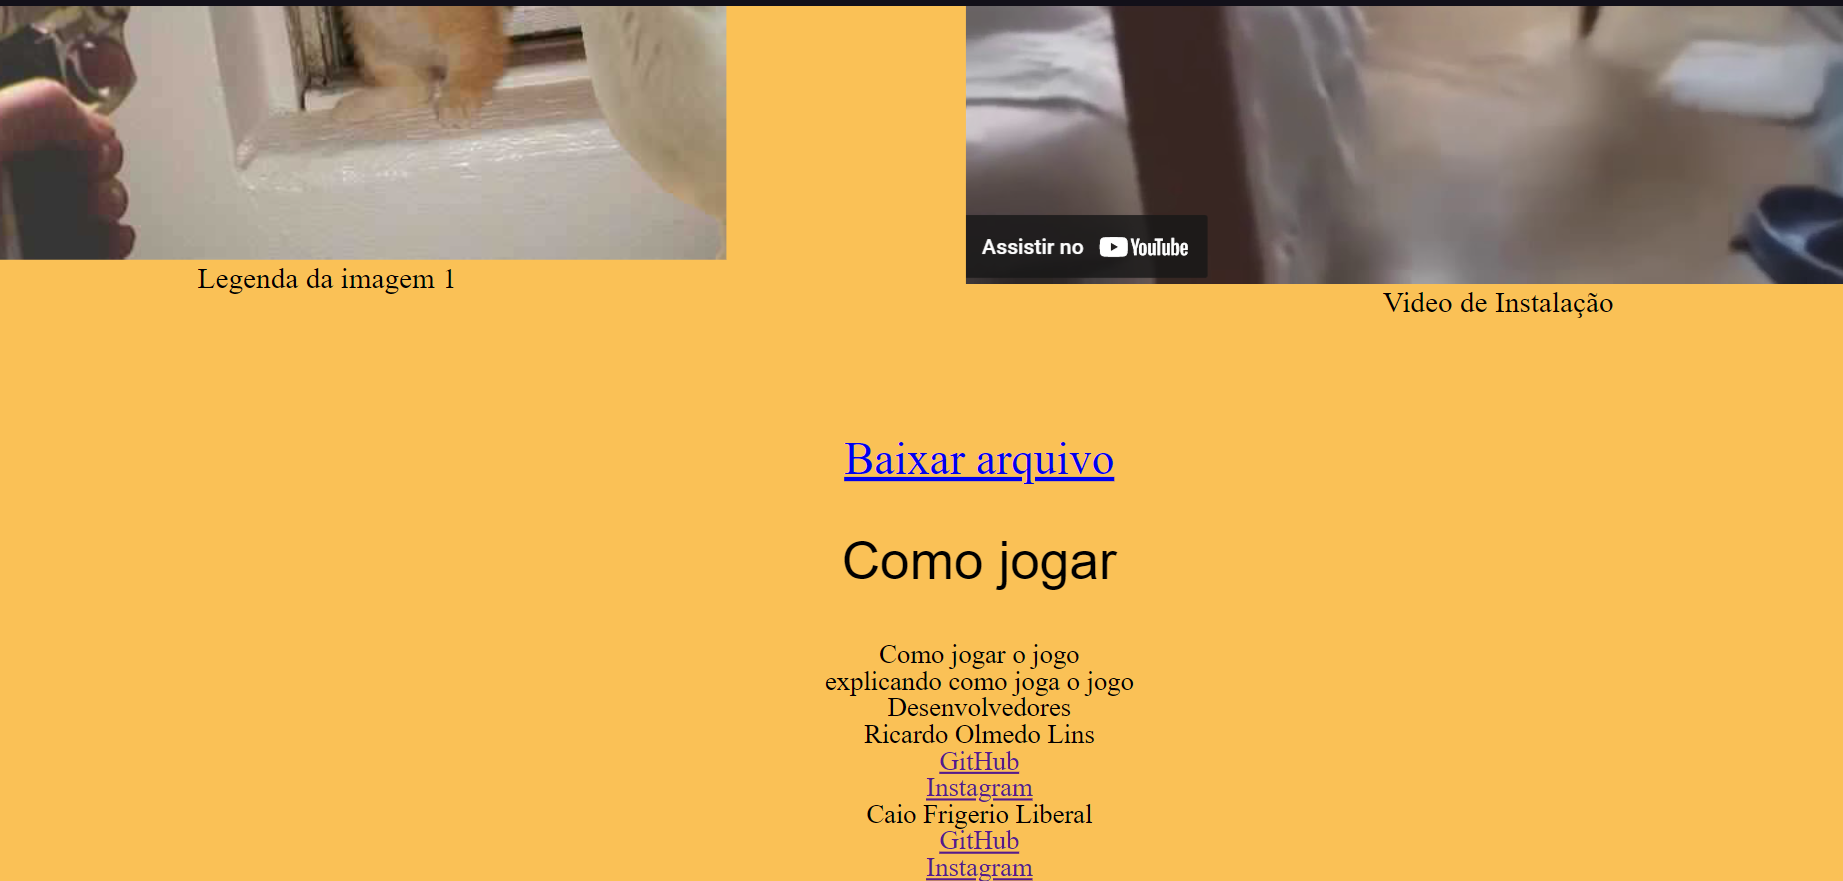 Assistir no YouTube
Legenda da imagem 1
Video de Instalação
Baixar arquivo
Como jogar
Como jogar o jogo
explicando como joga o jogo
Desenvolvedores
Ricardo Olmedo Lins
GitHub
Instagram
Caio Frigerio Liberal
GitHub
Instagram